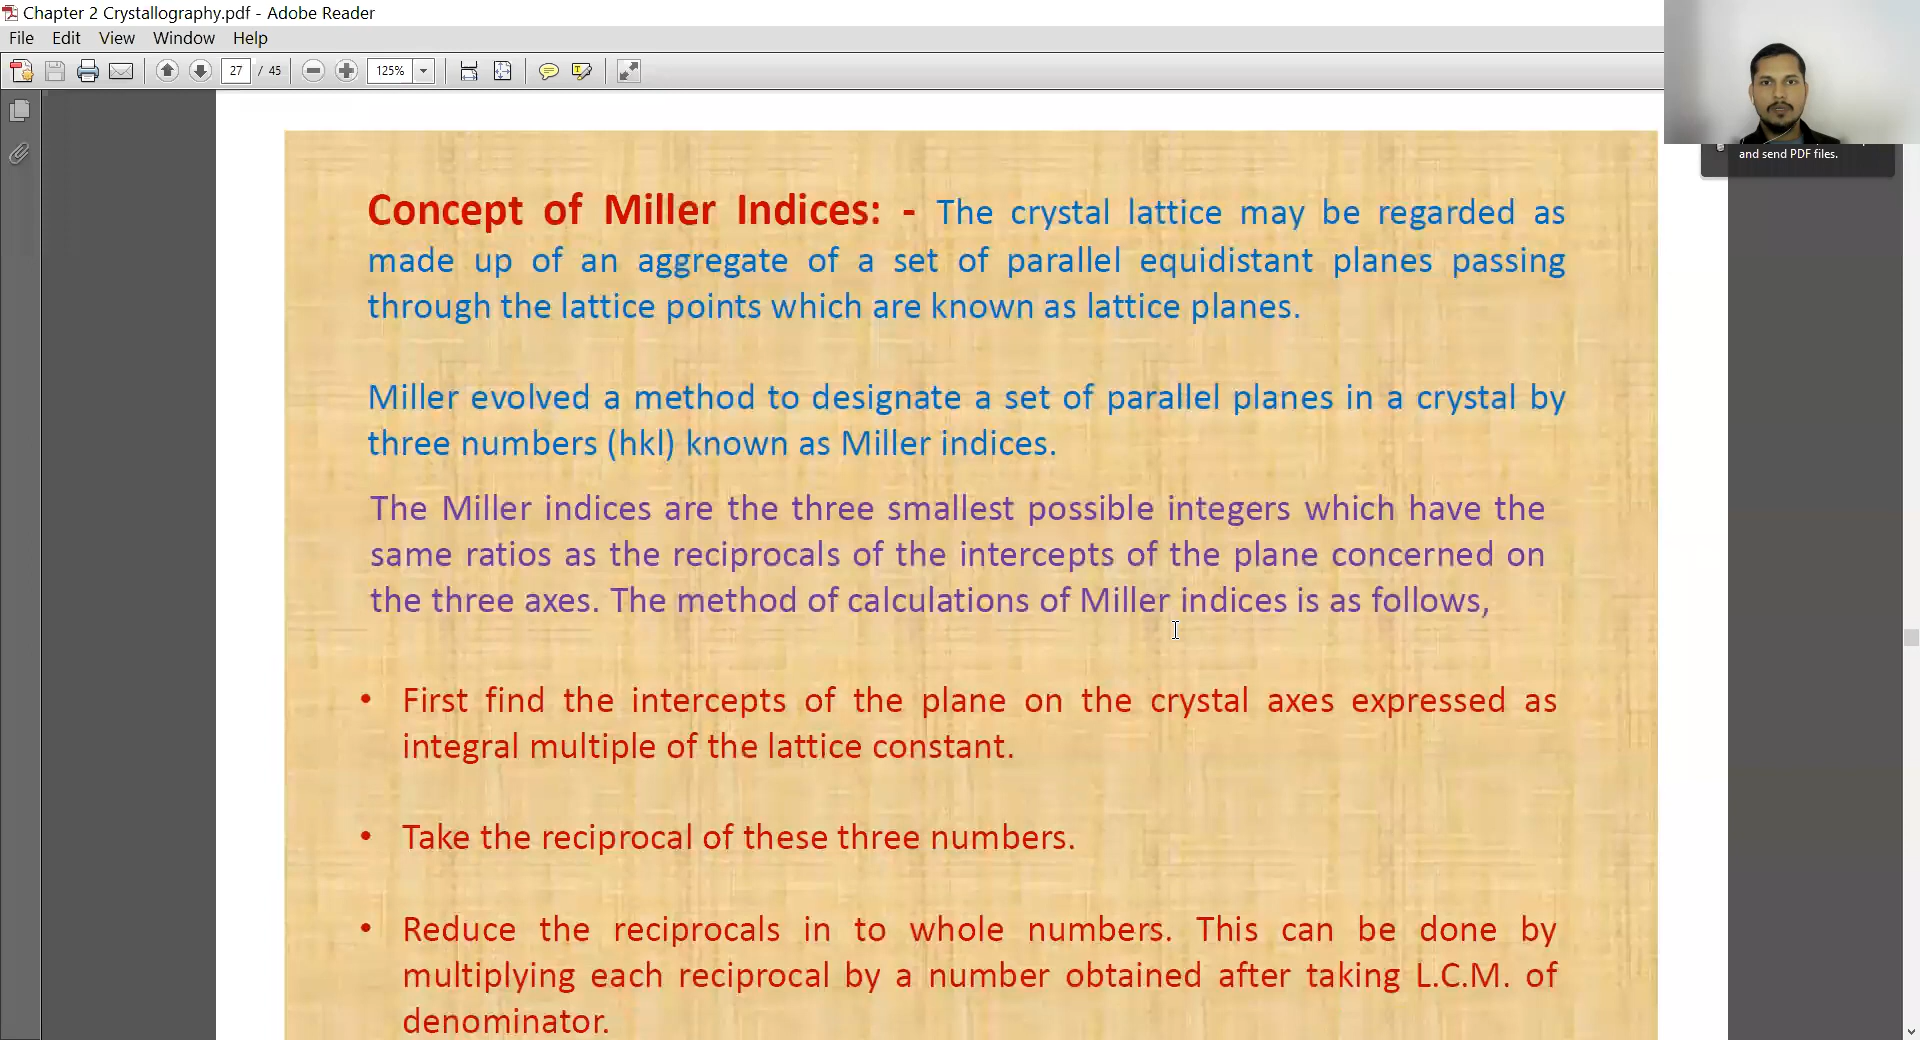 Chapter 2 Crystallography.pdf - Adobe Reader
File Edit View Window Help
27 / 45 125%
and send PDF files.
Concept of Miller Indices: - The crystal lattice may be regarded as
made up of an aggregate of a set of parallel equidistant planes passing
through the lattice points which are known as lattice planes.
Miller evolved a method to designate a set of parallel planes in a crystal by
three numbers (hkl) known as Miller indices.
The Miller indices are the three smallest possible integers which have the
same ratios as the reciprocals of the intercepts of the plane concerned on
the three axes. The method of calculations of Miller indices is as follows,
• First find the intercepts of the plane on the crystal axes expressed as
integral multiple of the lattice constant.
• Take the reciprocal of these three numbers.
• Reduce the reciprocals in to whole numbers. This can be done by
multiplying each reciprocal by a number obtained after taking L.C.M. of
denominator.